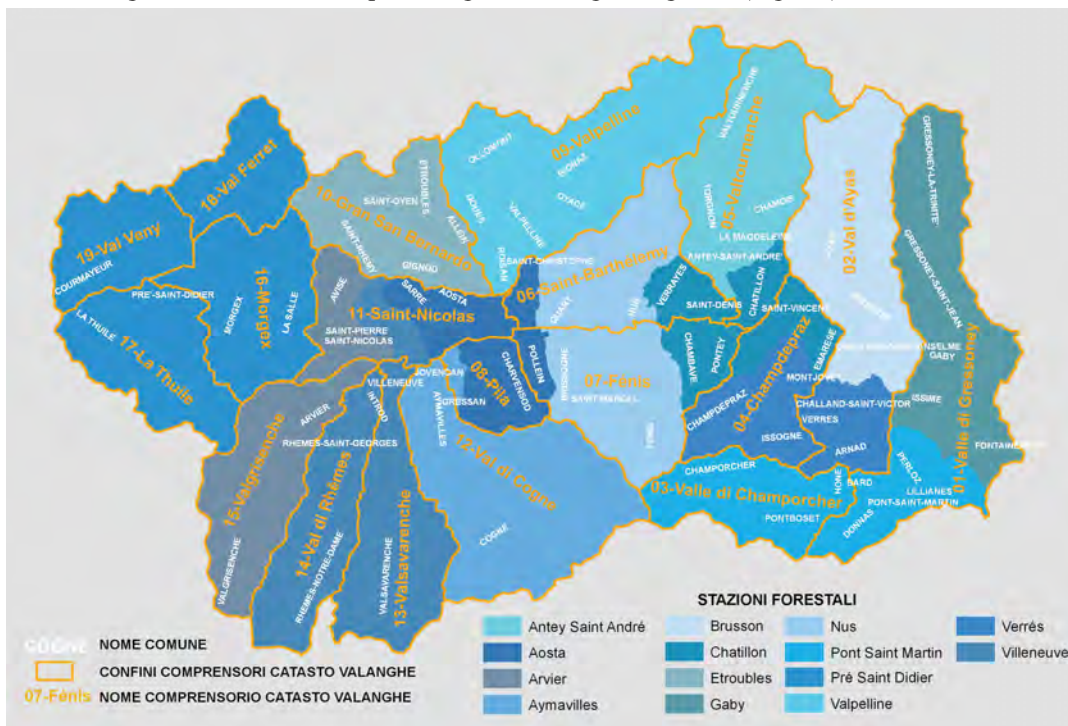 09-Valpelline
OLLOMONT
BIONAZ
OYACE
VALPELLINE
DOUES
ALLEIN
ROISAN
VALTOURNENCHE
05-Valtournenche
TORGNON
CHAMOIS
LA MAGDELEINE
ANTEY-SAINT-ANDRE
02-Val d'Ayas
BRUSSON
GRESSONEY-LA-TRINITE
GRESSONEY-SAINT-JEAN
GABY
ISSIME
FONTAINEMORE
01-Valle di Gressoney
18-Val Ferret
19-Val Veny
COURMAYEUR
ETROUBLES
SAINT-OYEN
SAINT-RHEMY
10-Gran San Bernardo
GIGNOD
PRE'-SAINT-DIDIER
LA THUILE
17-La Thuile
MORGEX
16-Morgex
LA SALLE
AVISE
SARRE
AOSTA
11-Saint-Nicolas
SAINT-PIERRE
SAINT-NICOLAS
SAINT-CHRISTOPHE
06-Saint-Barthélemy
QUART
NUS
VERRAYES
SAINT-DENIS
CHATILLON
SAINT-VINCENT
CHAMBAVE
PONTEY
EMARESE
MONTJOVET
04-Champdepraz
CHAMPDEPRAZ
CHALLAND-SAINT-VICTOR
VERRES
ISSOGNE
ARNAD
JOVENCAN
GRESSAN
08-Pila
CHARVENSOD
POLLEIN
BRISSOGNE
07-Fénis
SAINT-MARCEL
FENIS
VILLENEUVE
AYMAVILLES
12-Val di Cogne
COGNE
ARVIER
INTROD
RHEMES-SAINT-GEORGES
15-Valgrisenche
VALGRISENCHE
14-Val di Rhêmes
RHEMES-NOTRE-DAME
VALSAVARENCHE
13-Valsavarenche
CHAMPORCHER
03-Valle di Champorcher
PONTBOSET
HONE
BARD
DONNAS
PERLOZ
LILLIANES
PONT-SAINT-MARTIN
COGNE NOME COMUNE
CONFINI COMPRENSORI CATASTO VALANGHE
07-Fénis NOME COMPRENSORIO CATASTO VALANGHE
STAZIONI FORESTALI
Antey Saint André
Aosta
Arvier
Aymavilles
Brusson
Chatillon
Etroubles
Gaby
Nus
Pont Saint Martin
Pré Saint Didier
Valpelline
Verrés
Villeneuve